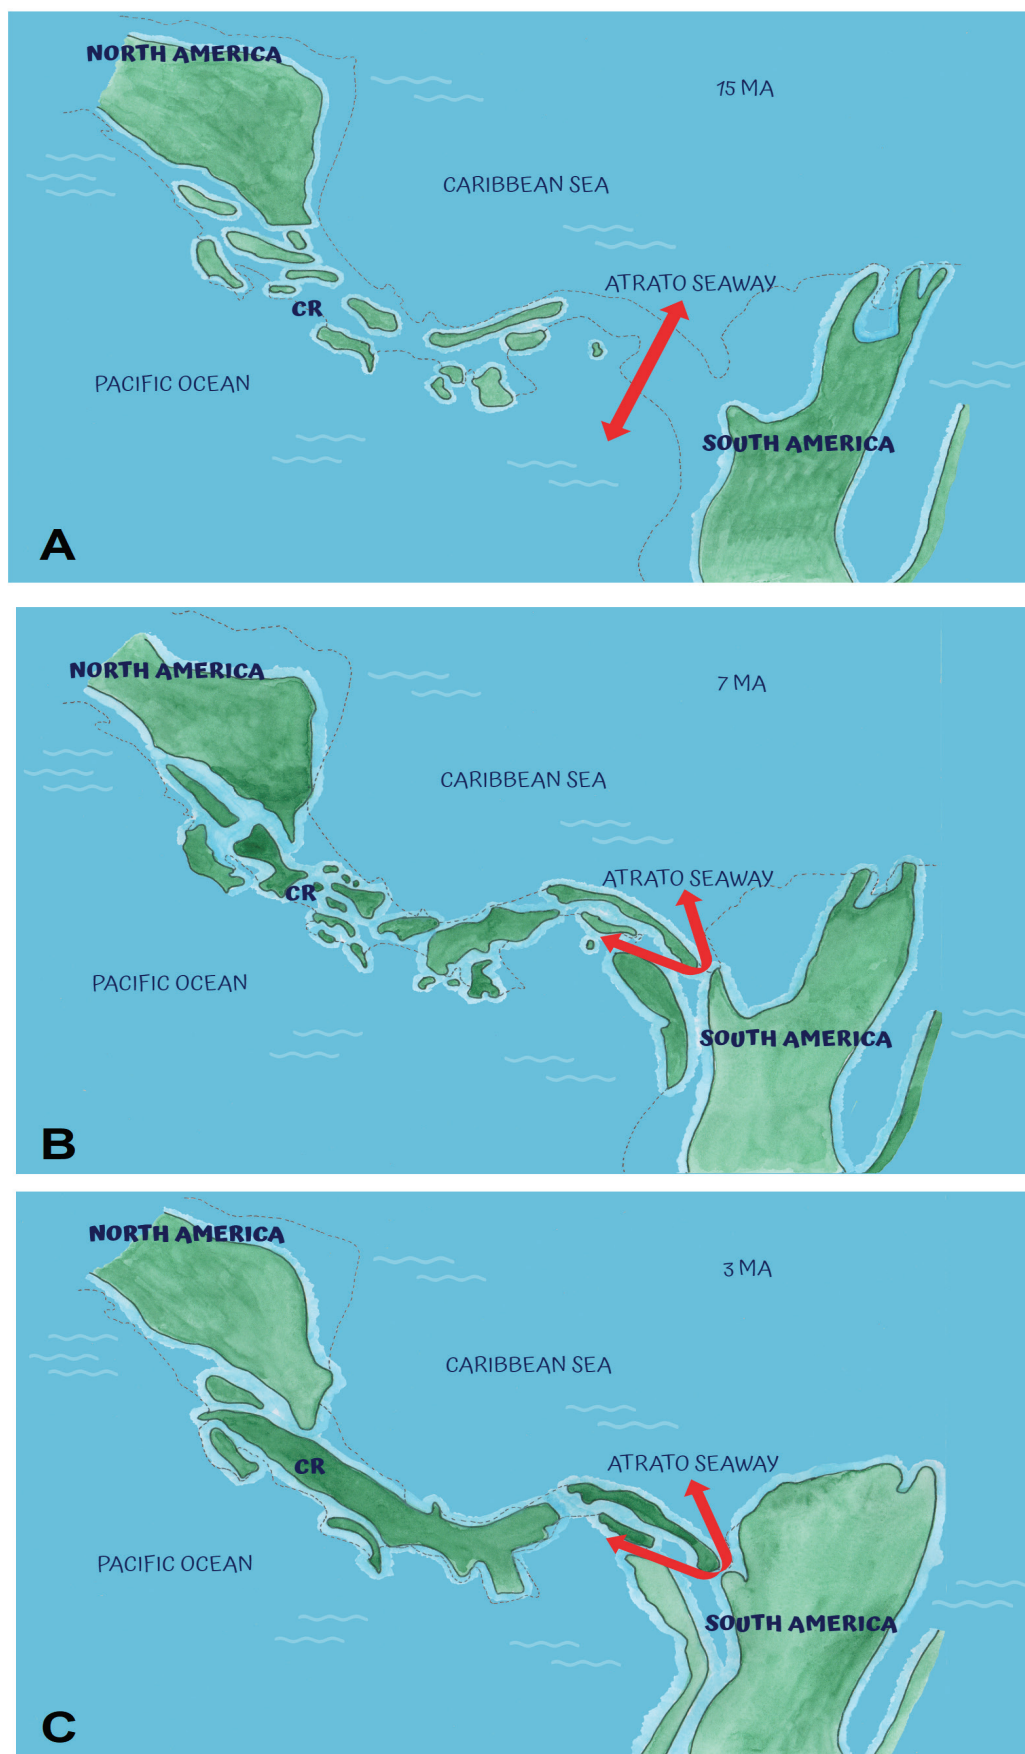 NORTH AMERICA
15 MA
CARIBBEAN SEA
ATRATO SEAWAY
CR
PACIFIC OCEAN
SOUTH AMERICA
A
NORTH AMERICA
7 MA
CARIBBEAN SEA
ATRATO SEAWAY
CR
PACIFIC OCEAN
SOUTH AMERICA
B
NORTH AMERICA
3 MA
CARIBBEAN SEA
ATRATO SEAWAY
CR
PACIFIC OCEAN
SOUTH AMERICA
C